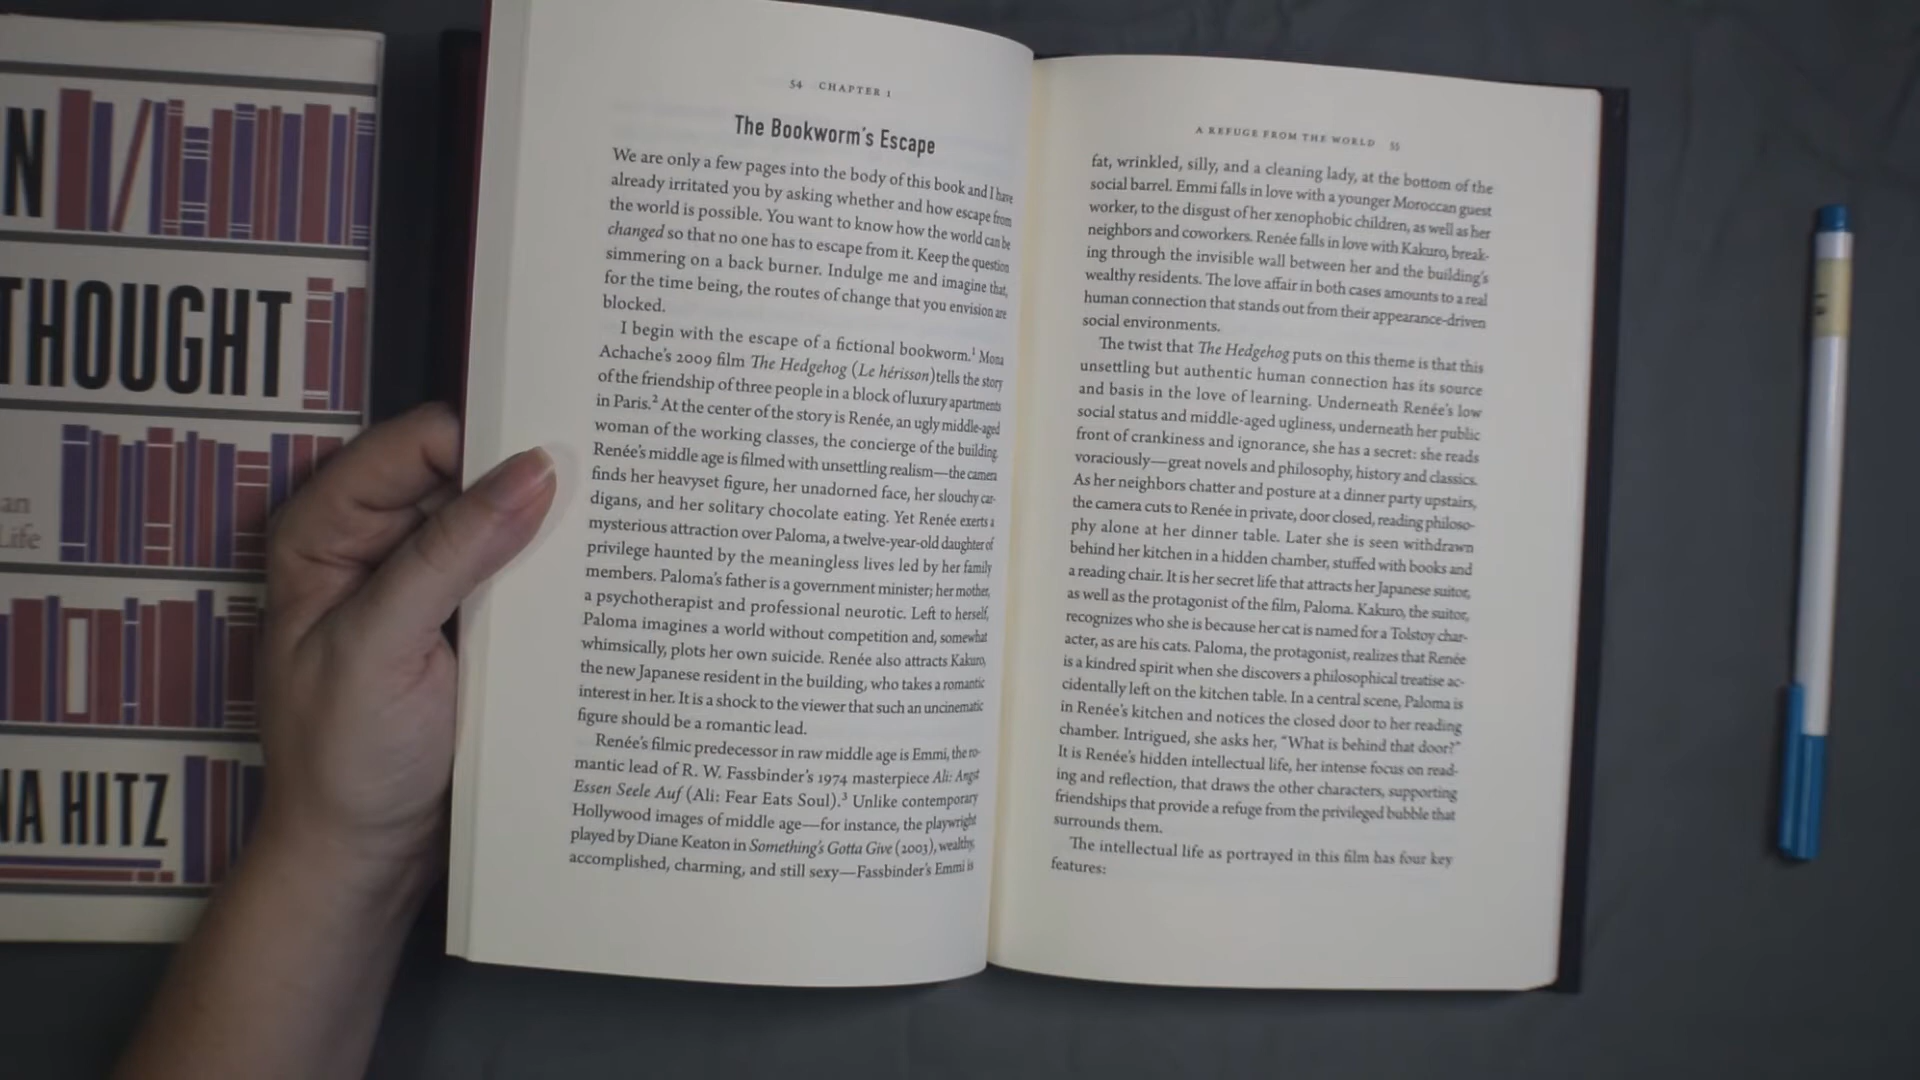 N
THOUGHT
an
Life
NA HITZ
54 CHAPTER 1
The Bookworm's Escape
We are only a few pages into the body of this book and I have
already irritated you by asking whether and how escape from
the world is possible. You want to know how the world can be
changed so that no one has to escape from it. Keep the question
simmering on a back burner. Indulge me and imagine that,
for the time being, the routes of change that you envision are
blocked.
I begin with the escape of a fictional bookworm.¹ Mona
Achache's 2009 film The Hedgehog (Le hérisson)tells the story
of the friendship of three people in a block of luxury apartments
in Paris.² At the center of the story is Renée, an ugly middle-aged
woman of the working classes, the concierge of the building.
Renée's middle age is filmed with unsettling realism—the camera
finds her heavyset figure, her unadorned face, her slouchy car-
digans, and her solitary chocolate eating. Yet Renée exerts a
mysterious attraction over Paloma, a twelve-year-old daughter of
privilege haunted by the meaningless lives led by her family
members. Paloma's father is a government minister; her mother,
a psychotherapist and professional neurotic. Left to herself,
Paloma imagines a world without competition and, somewhat
whimsically, plots her own suicide. Renée also attracts Kakuro,
the new Japanese resident in the building, who takes a romantic
interest in her. It is a shock to the viewer that such an uncinematic
figure should be a romantic lead.
Renée's filmic predecessor in raw middle age is Emmi, the ro-
mantic lead of R. W. Fassbinder's 1974 masterpiece Ali: Angst
Essen Seele Auf (Ali: Fear Eats Soul).³ Unlike contemporary
Hollywood images of middle age—for instance, the playwright
played by Diane Keaton in Something's Gotta Give (2003), wealthy,
accomplished, charming, and still sexy—Fassbinder's Emmi is
A REFUGE FROM THE WORLD 55
fat, wrinkled, silly, and a cleaning lady, at the bottom of the
social barrel. Emmi falls in love with a younger Moroccan guest
worker, to the disgust of her xenophobic children, as well as her
neighbors and coworkers. Renée falls in love with Kakuro, break-
ing through the invisible wall between her and the building's
wealthy residents. The love affair in both cases amounts to a real
human connection that stands out from their appearance-driven
social environments.
The twist that The Hedgehog puts on this theme is that this
unsettling but authentic human connection has its source
and basis in the love of learning. Underneath Renée's low
social status and middle-aged ugliness, underneath her public
front of crankiness and ignorance, she has a secret: she reads
voraciously—great novels and philosophy, history and classics.
As her neighbors chatter and posture at a dinner party upstairs,
the camera cuts to Renée in private, door closed, reading philoso-
phy alone at her dinner table. Later she is seen withdrawn
behind her kitchen in a hidden chamber, stuffed with books and
a reading chair. It is her secret life that attracts her Japanese suitor,
as well as the protagonist of the film, Paloma. Kakuro, the suitor,
recognizes who she is because her cat is named for a Tolstoy char-
acter, as are his cats. Paloma, the protagonist, realizes that Renée
is a kindred spirit when she discovers a philosophical treatise ac-
cidentally left on the kitchen table. In a central scene, Paloma is
in Renée's kitchen and notices the closed door to her reading
chamber. Intrigued, she asks her, "What is behind that door?"
It is Renée's hidden intellectual life, her intense focus on read-
ing and reflection, that draws the other characters, supporting
friendships that provide a refuge from the privileged bubble that
surrounds them.
The intellectual life as portrayed in this film has four key
features: